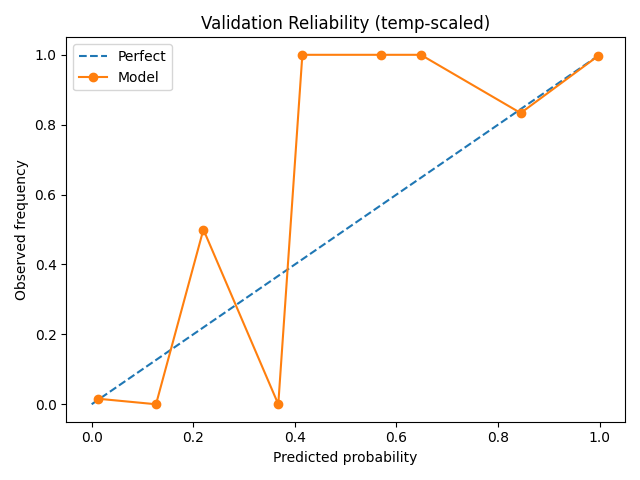 Validation Reliability (temp-scaled)
Perfect
Model
1.0
0.8
0.6
0.4
0.2
0.0
Observed frequency
0.0 0.2 0.4 0.6 0.8 1.0
Predicted probability